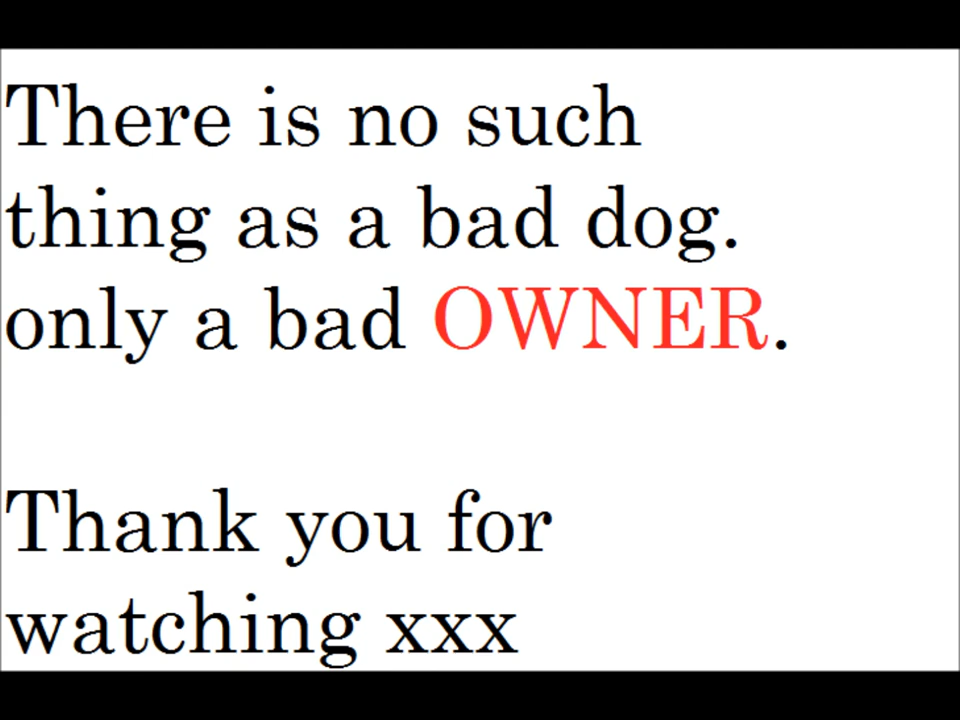 There is no such
thing as a bad dog.
only a bad OWNER.
Thank you for
watching xxx